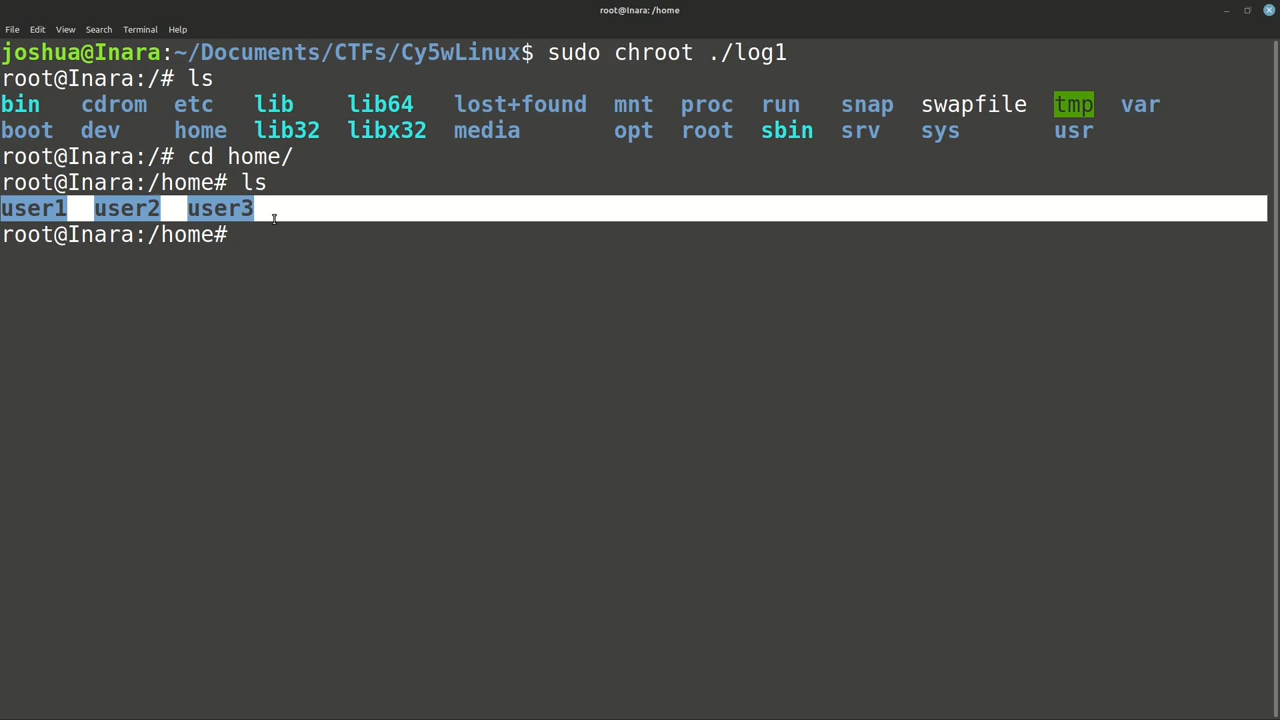 root@Inara: /home
File Edit View Search Terminal Help
joshua@Inara:~/Documents/CTFs/Cy5wLinux$ sudo chroot ./log1
root@Inara:/# ls
bin cdrom etc lib lib64 lost+found mnt proc run snap swapfile tmp var
boot dev home lib32 libx32 media opt root sbin srv sys usr
root@Inara:/# cd home/
root@Inara:/home# ls
user1 user2 user3
root@Inara:/home#